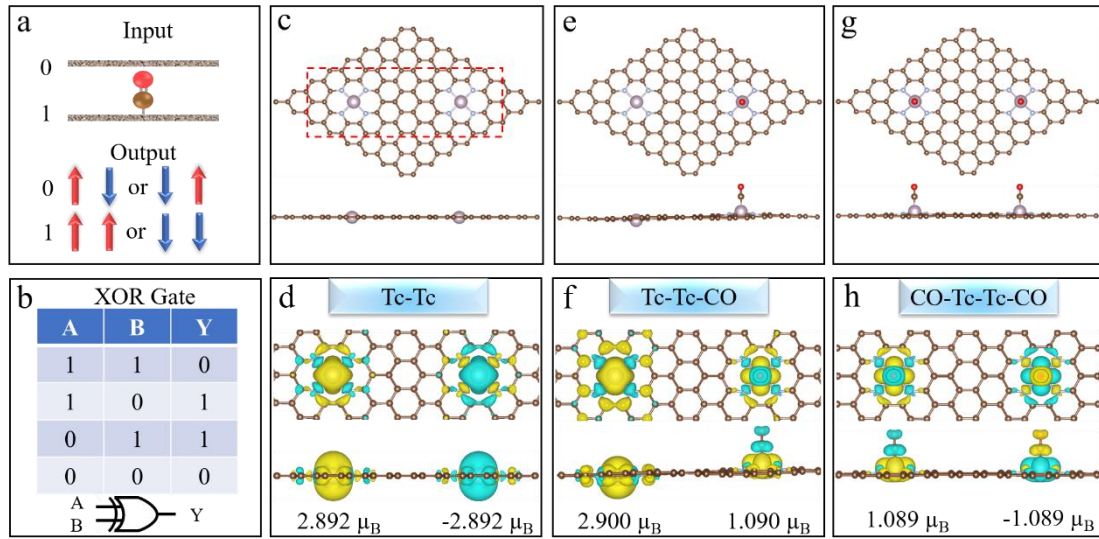 a
Input
0
1
Output
0 or
1 or
b
XOR Gate
A B Y
1 1 0
1 0 1
0 1 1
0 0 0
A
B
Y
c
d
Tc-Tc
2.892 μB -2.892 μB
e
f
Tc-Tc-CO
2.900 μB 1.090 μB
g
h
CO-Tc-Tc-CO
1.089 μB -1.089 μB